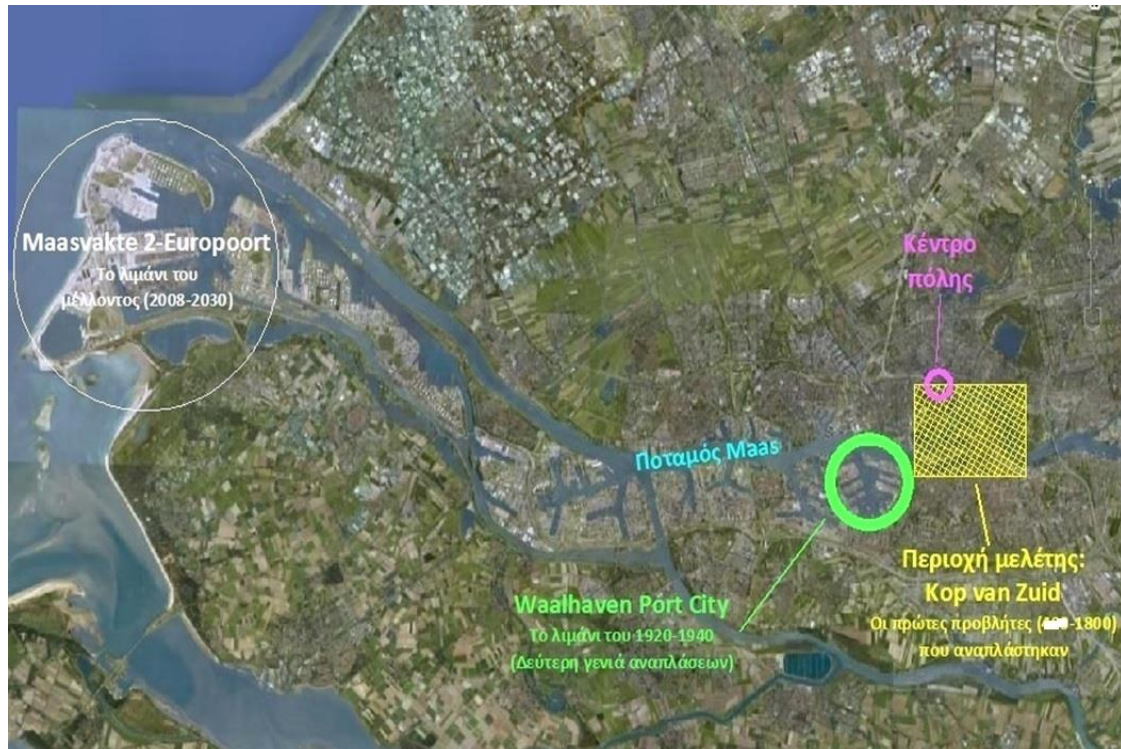 Maasvakte 2-Europoort
Το λιμάνι του
μέλλοντος (2008-2030)
Κέντρο
πόλης
Ποταμός Maas
Waalhaven Port City
Το λιμάνι του 1920-1940
(Δεύτερη γενιά αναπλάσεων)
Περιοχή μελέτης:
Kop van Zuid
Οι πρώτες προβλήτες (-1800)
που αναπλάστηκαν